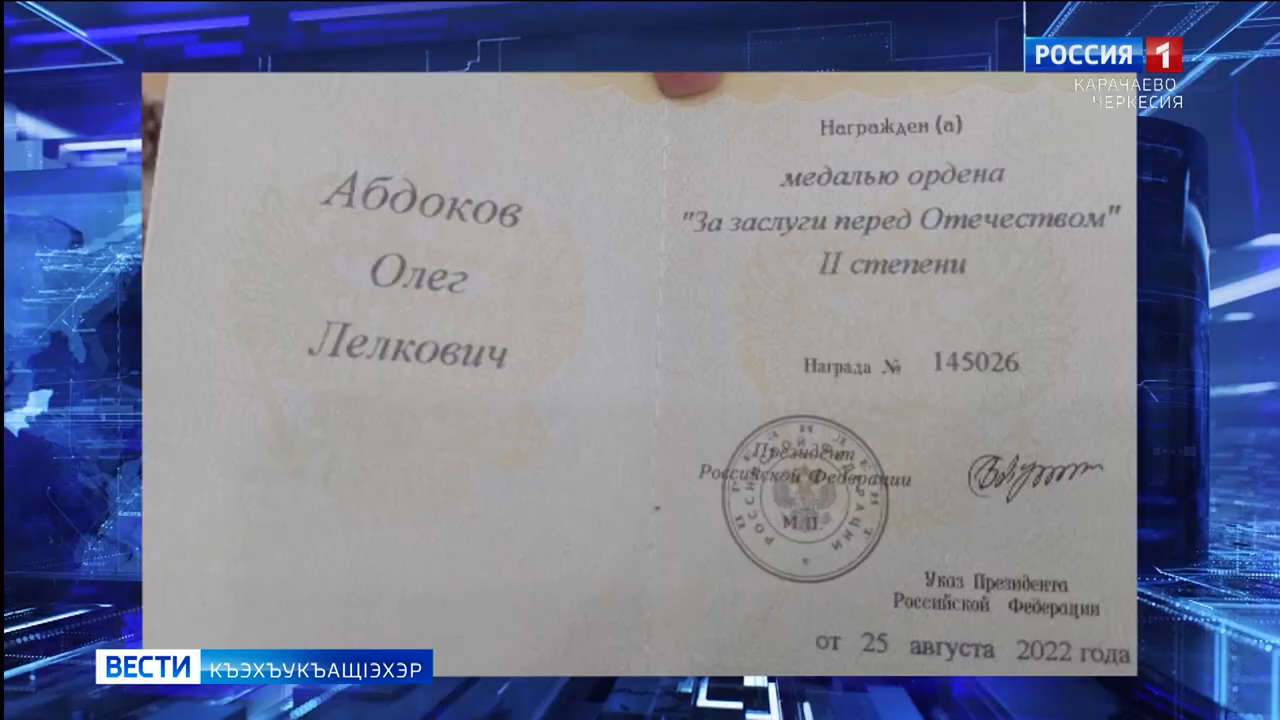 РОССИЯ 1
КАРАЧАЕВО
ЧЕРКЕСИЯ
Абдоков
Олег
Лелкович
Награжден (а)
медалью ордена
"За заслуги перед Отечеством"
II степени
Награда № 145026
Президент
Российской Федерации
М.П.
Указ Президента
Российской Федерации
от 25 августа 2022 года
ВЕСТИ КЪЭХЪУКЪАЩIЭХЭР